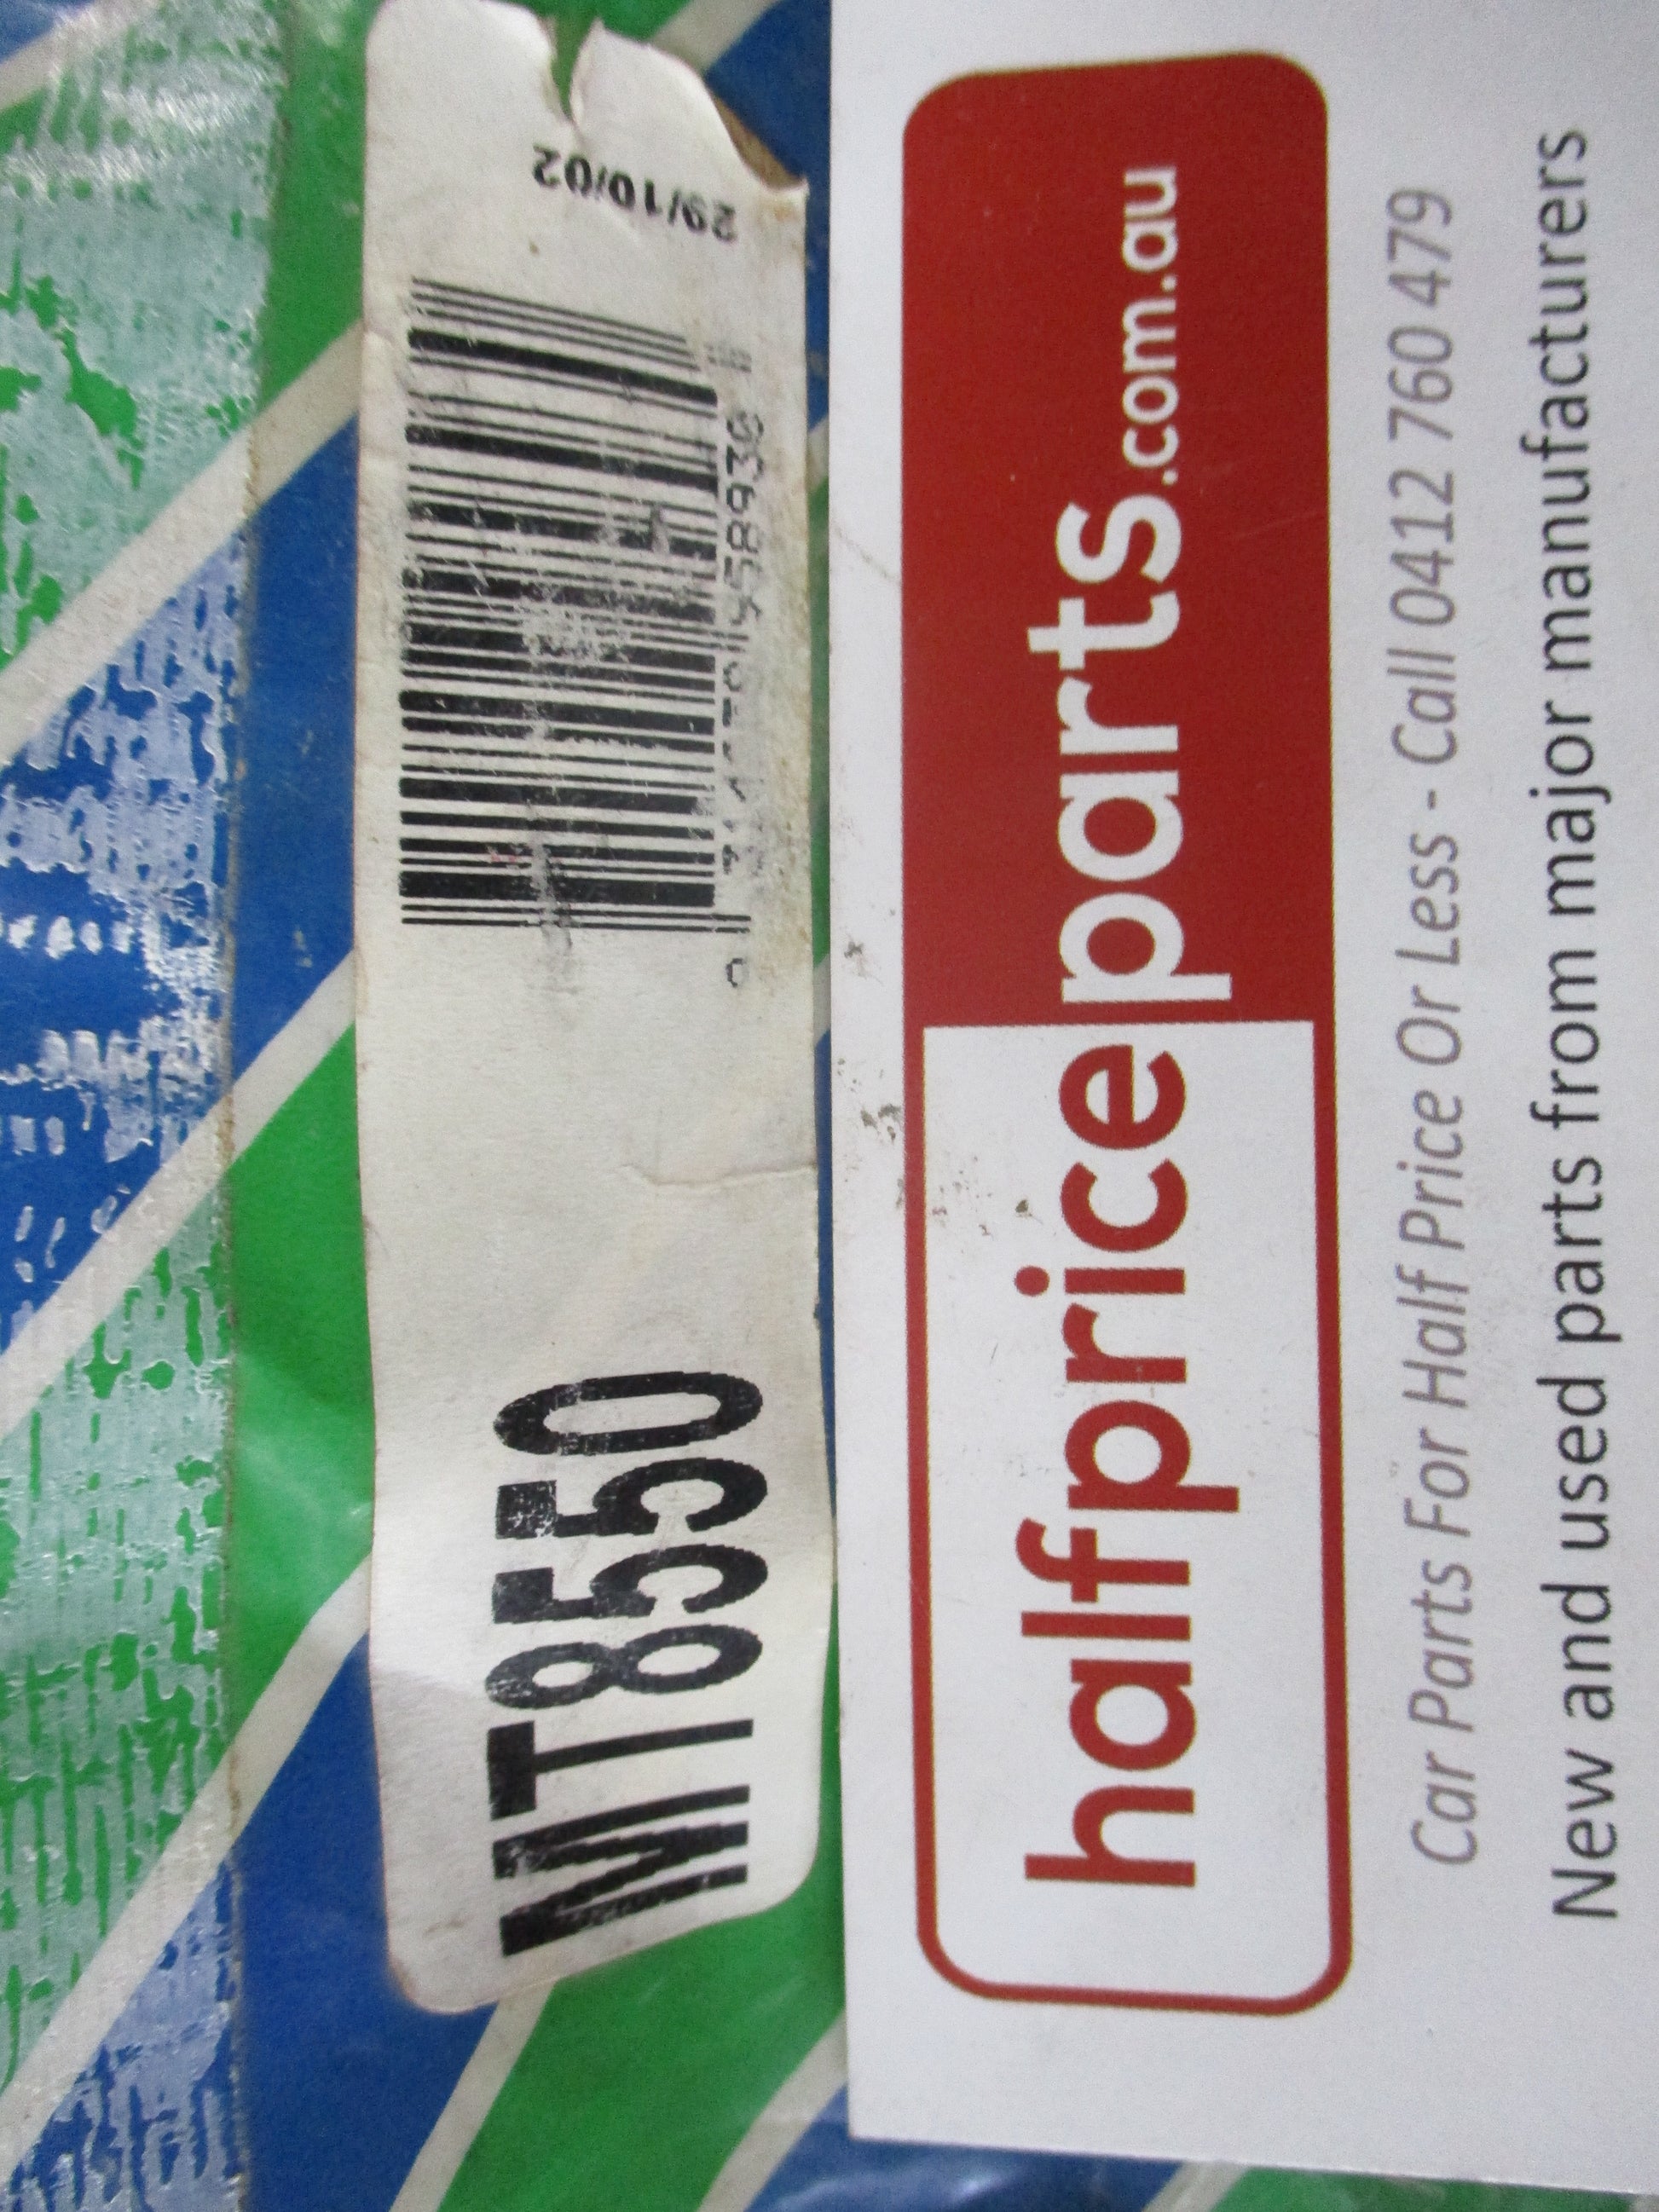 MT8550
29/10/02
halfpriceparts.com.au
Car Parts For Half Price Or Less - Call 0412 760 479
New and used parts from major manufacturers